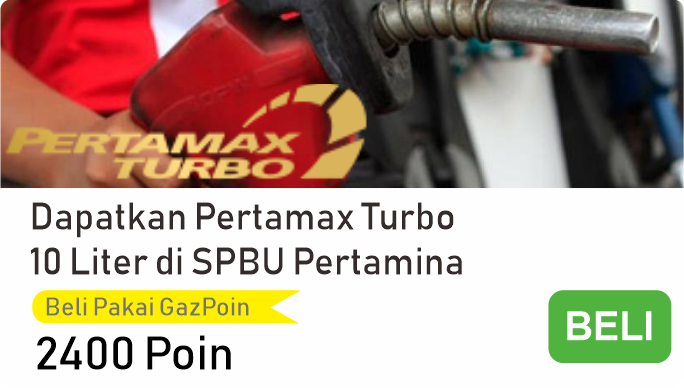 PERTAMAX
TURBO
Dapatkan Pertamax Turbo
10 Liter di SPBU Pertamina
Beli Pakai GazPoin
2400 Poin
BELI